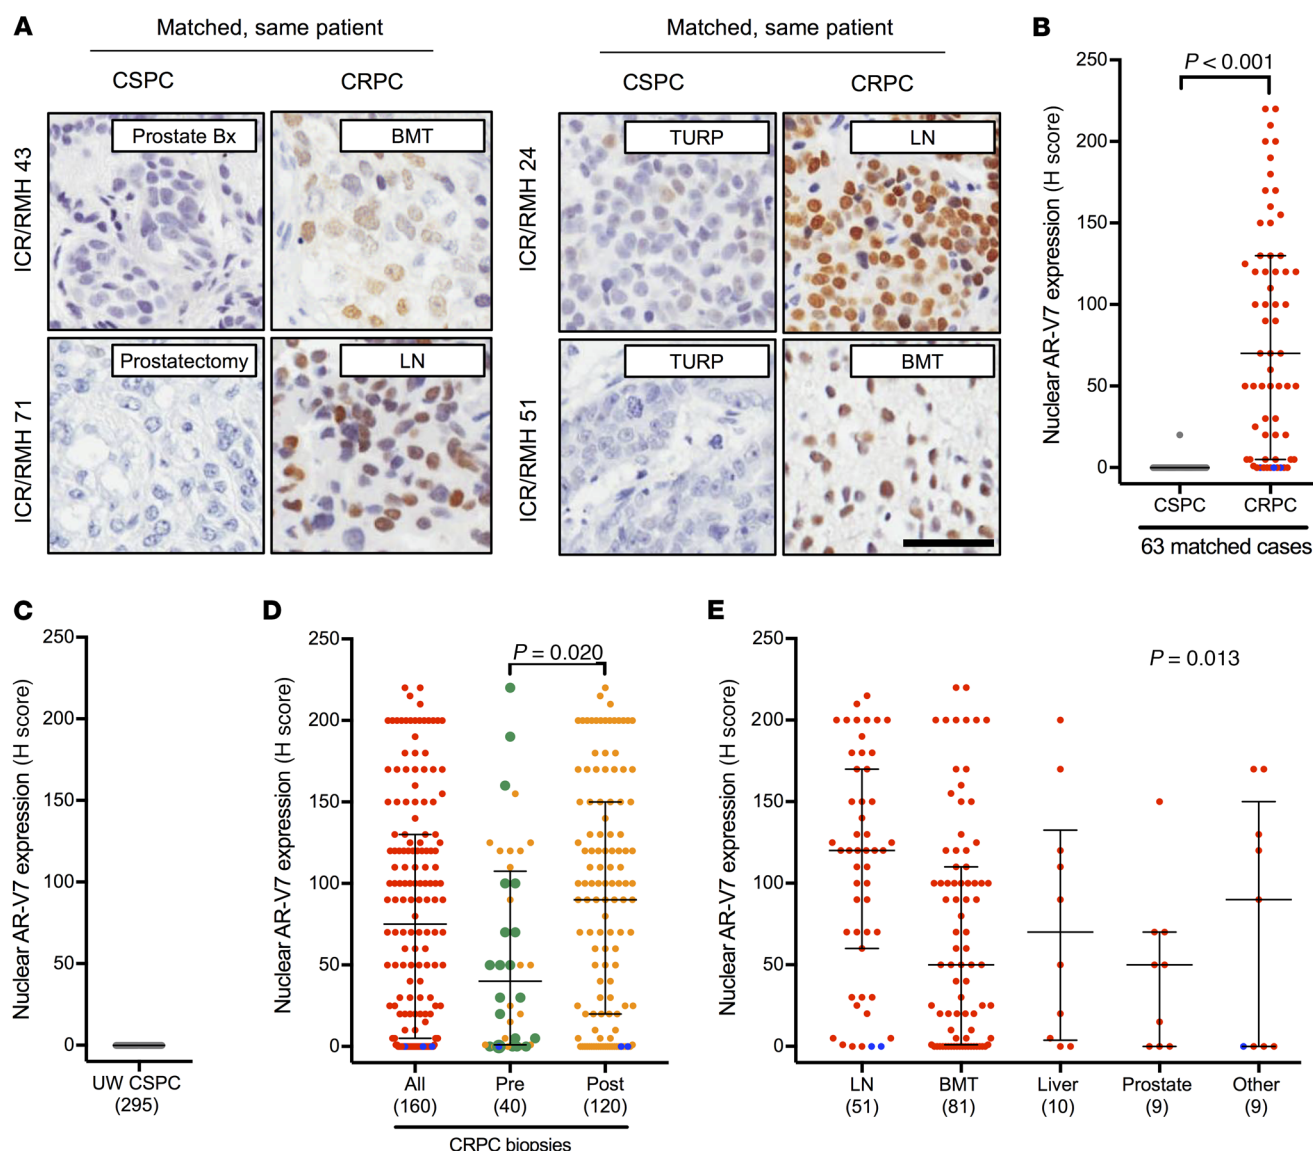 A
Matched, same patient
CSPC
CRPC
Matched, same patient
CSPC
CRPC
ICR/RMH 43
Prostate Bx
BMT
ICR/RMH 24
TURP
LN
ICR/RMH 71
Prostatectomy
LN
ICR/RMH 51
TURP
BMT
B
Nuclear AR-V7 expression (H score)
250
200
150
100
50
0
P < 0.001
CSPC
CRPC
63 matched cases
C
Nuclear AR-V7 expression (H score)
250
200
150
100
50
0
UW CSPC
(295)
D
Nuclear AR-V7 expression (H score)
250
200
150
100
50
0
P = 0.020
All
Pre
Post
(160)
(40)
(120)
CRPC biopsies
E
Nuclear AR-V7 expression (H score)
250
200
150
100
50
0
P = 0.013
LN
BMT
Liver
Prostate
Other
(51)
(81)
(10)
(9)
(9)